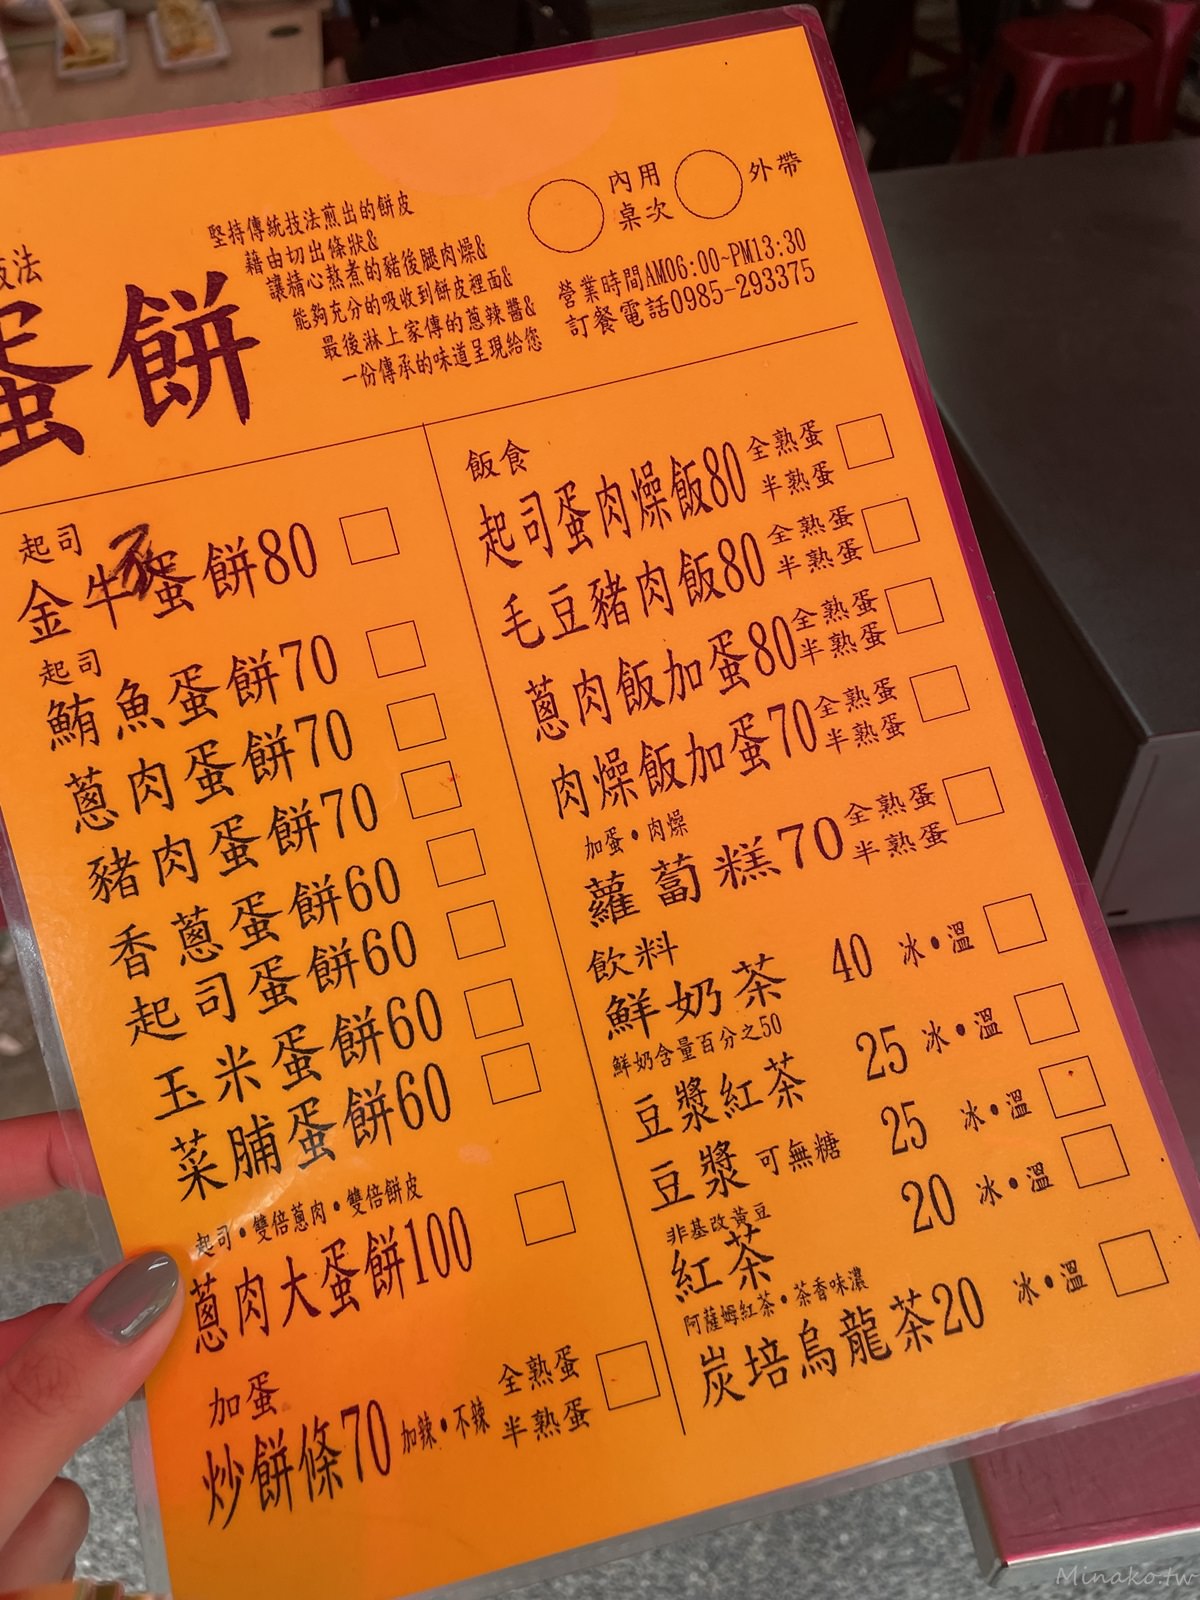 技法
蛋餅
堅持傳統技法煎出的餅皮
藉由切出條狀&
讓精心熬煮的豬後腿肉燥&
能夠充分的吸收到餅皮裡面&
最後淋上家傳的蔥辣醬&
一份傳承的味道呈現給您
內用
桌次
外帶
營業時間AM06:00~PM13:30
訂餐電話0985-293375
起司
金牛蛋餅80
起司
鮪魚蛋餅70
蔥肉蛋餅70
豬肉蛋餅70
香蔥蛋餅60
起司蛋餅60
玉米蛋餅60
菜脯蛋餅60
起司•雙倍蔥肉•雙倍餅皮
蔥肉大蛋餅100
加蛋
炒餅條70 加辣•不辣 全熟蛋 半熟蛋
飯食
起司蛋肉燥飯80 全熟蛋 半熟蛋
毛豆豬肉飯80 全熟蛋 半熟蛋
蔥肉飯加蛋80 全熟蛋 半熟蛋
肉燥飯加蛋70 全熟蛋 半熟蛋
加蛋•肉燥
蘿蔔糕70 全熟蛋 半熟蛋
飲料
鮮奶茶 40 冰•溫
鮮奶含量百分之50
豆漿紅茶 25 冰•溫
豆漿 可無糖 25 冰•溫
非基改黃豆
紅茶 20 冰•溫
阿薩姆紅茶•茶香味濃
炭培烏龍茶20 冰•溫
Minako.tw